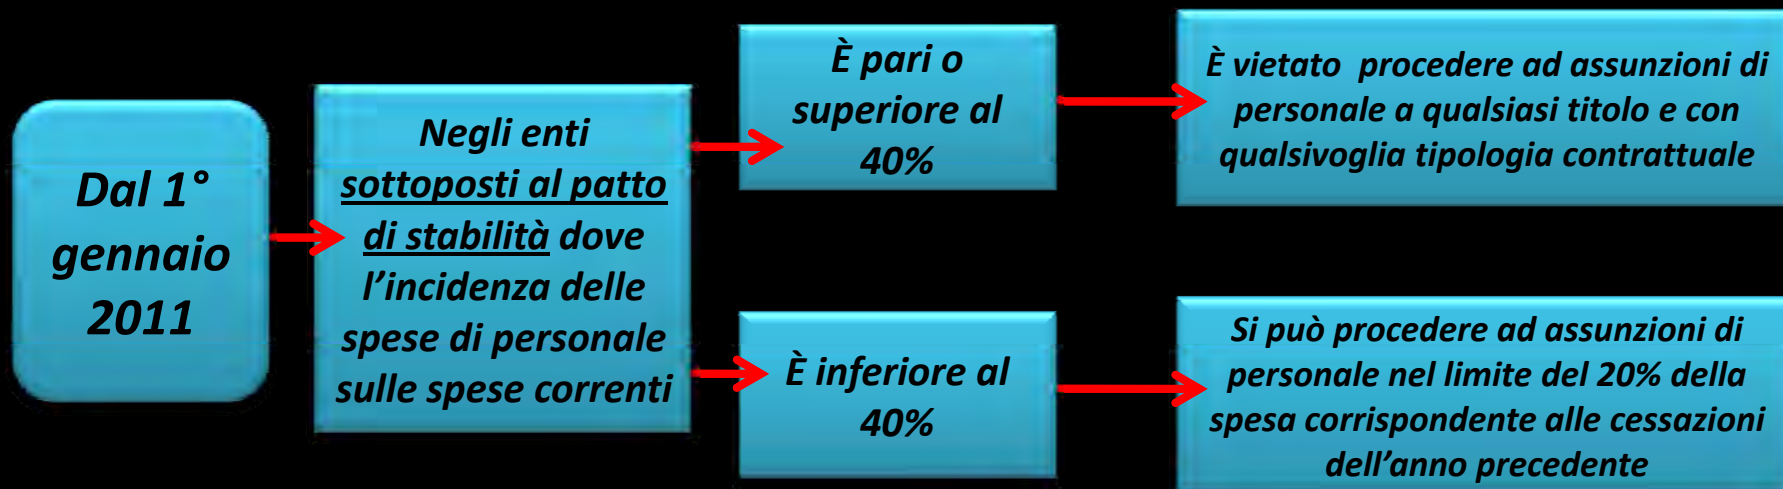 Dal 1°
gennaio
2011
Negli enti
sottoposti al patto
di stabilità dove
l’incidenza delle
spese di personale
sulle spese correnti
È pari o
superiore al
40%
È vietato procedere ad assunzioni di
personale a qualsiasi titolo e con
qualsivoglia tipologia contrattuale
È inferiore al
40%
Si può procedere ad assunzioni di
personale nel limite del 20% della
spesa corrispondente alle cessazioni
dell’anno precedente